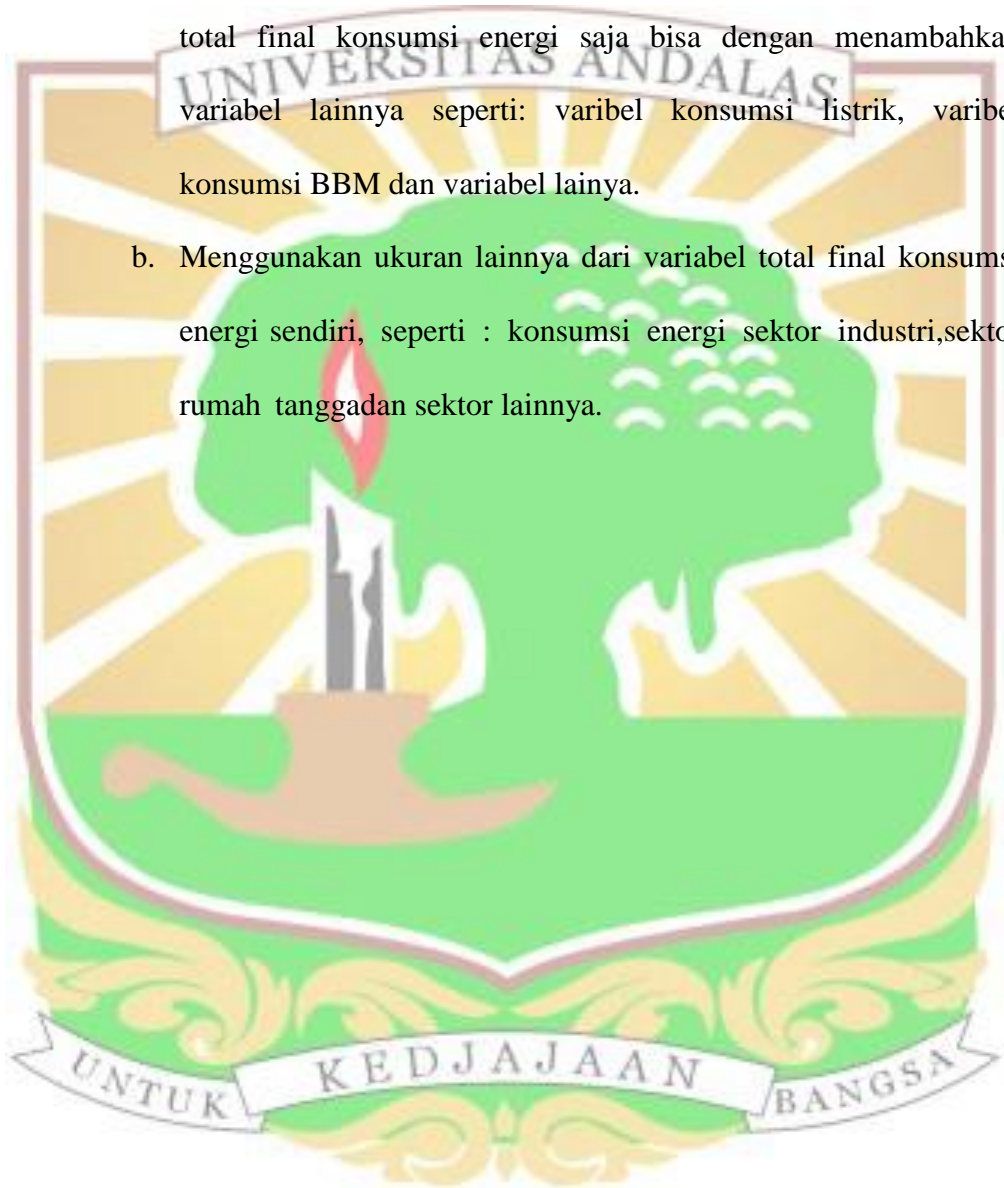 total final konsumsi energi saja bisa dengan menambahka
UNIVERSITAS ANDALAS
variabel lainnya seperti: varibel konsumsi listrik, varibe
konsumsi BBM dan variabel lainya.
b. Menggunakan ukuran lainnya dari variabel total final konsums
energi sendiri, seperti : konsumsi energi sektor industri,sekto
rumah tanggadan sektor lainnya.
UNTUK KEDJAJAAN BANGSA